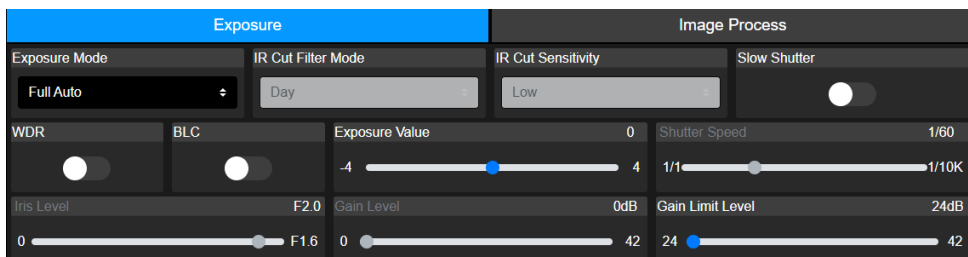 Exposure Image Process
Exposure Mode IR Cut Filter Mode IR Cut Sensitivity Slow Shutter
Full Auto Day Low
WDR BLC Exposure Value 0 Shutter Speed 1/60
-4 4 1/1 1/10K
Iris Level F2.0 Gain Level 0dB Gain Limit Level 24dB
0 F1.6 0 42 24 42